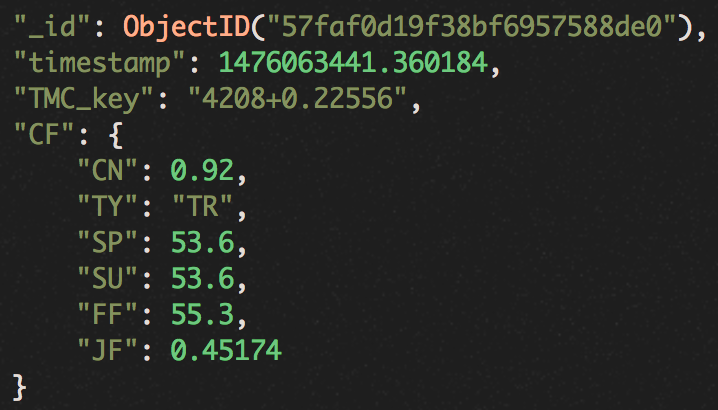 "_id": ObjectID("57faf0d19f38bf6957588de0"),
"timestamp": 1476063441.360184,
"TMC_key": "4208+0.22556",
"CF": {
    "CN": 0.92,
    "TY": "TR",
    "SP": 53.6,
    "SU": 53.6,
    "FF": 55.3,
    "JF": 0.45174
}